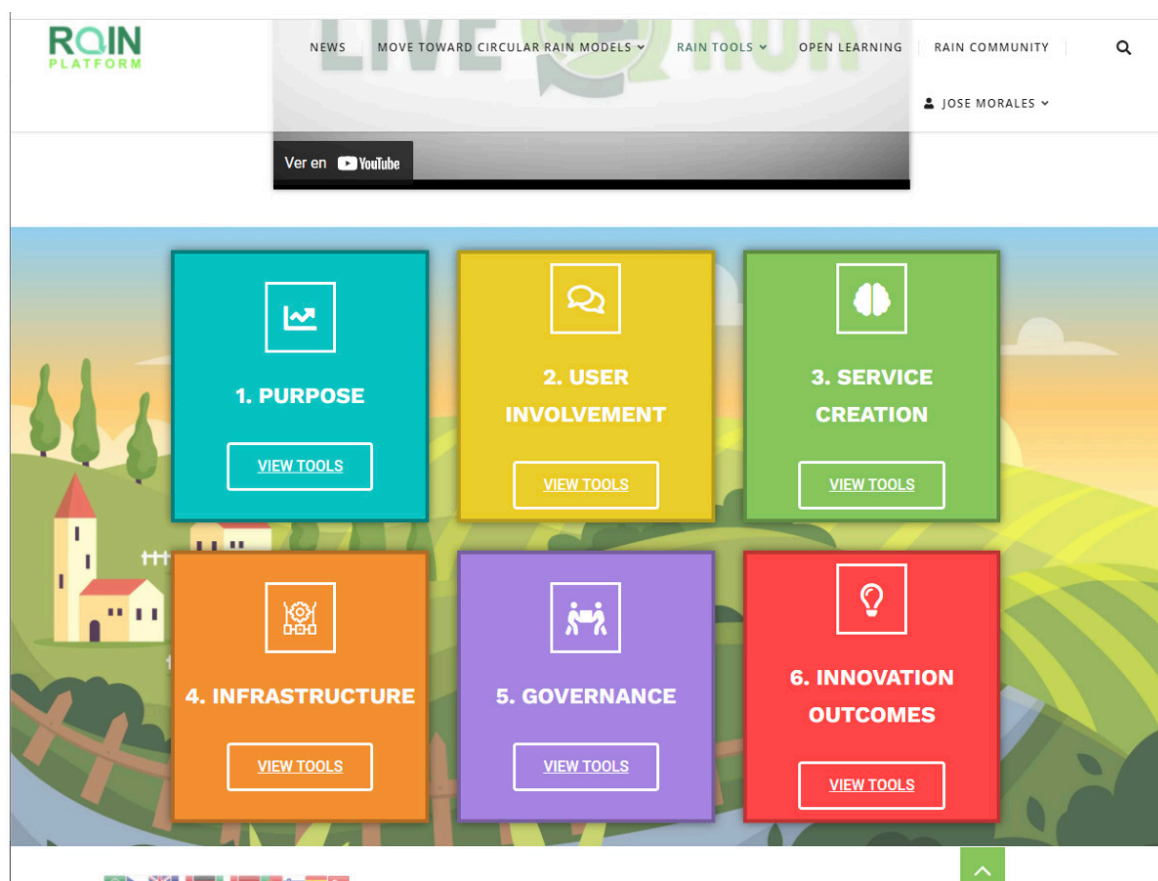 RAIN
PLATFORM
NEWS
MOVE TOWARD CIRCULAR RAIN MODELS
RAIN TOOLS
OPEN LEARNING
RAIN COMMUNITY
JOSE MORALES
LIVE RUR
Ver en YouTube
1. PURPOSE
VIEW TOOLS
2. USER
INVOLVEMENT
VIEW TOOLS
3. SERVICE
CREATION
VIEW TOOLS
4. INFRASTRUCTURE
VIEW TOOLS
5. GOVERNANCE
VIEW TOOLS
6. INNOVATION
OUTCOMES
VIEW TOOLS